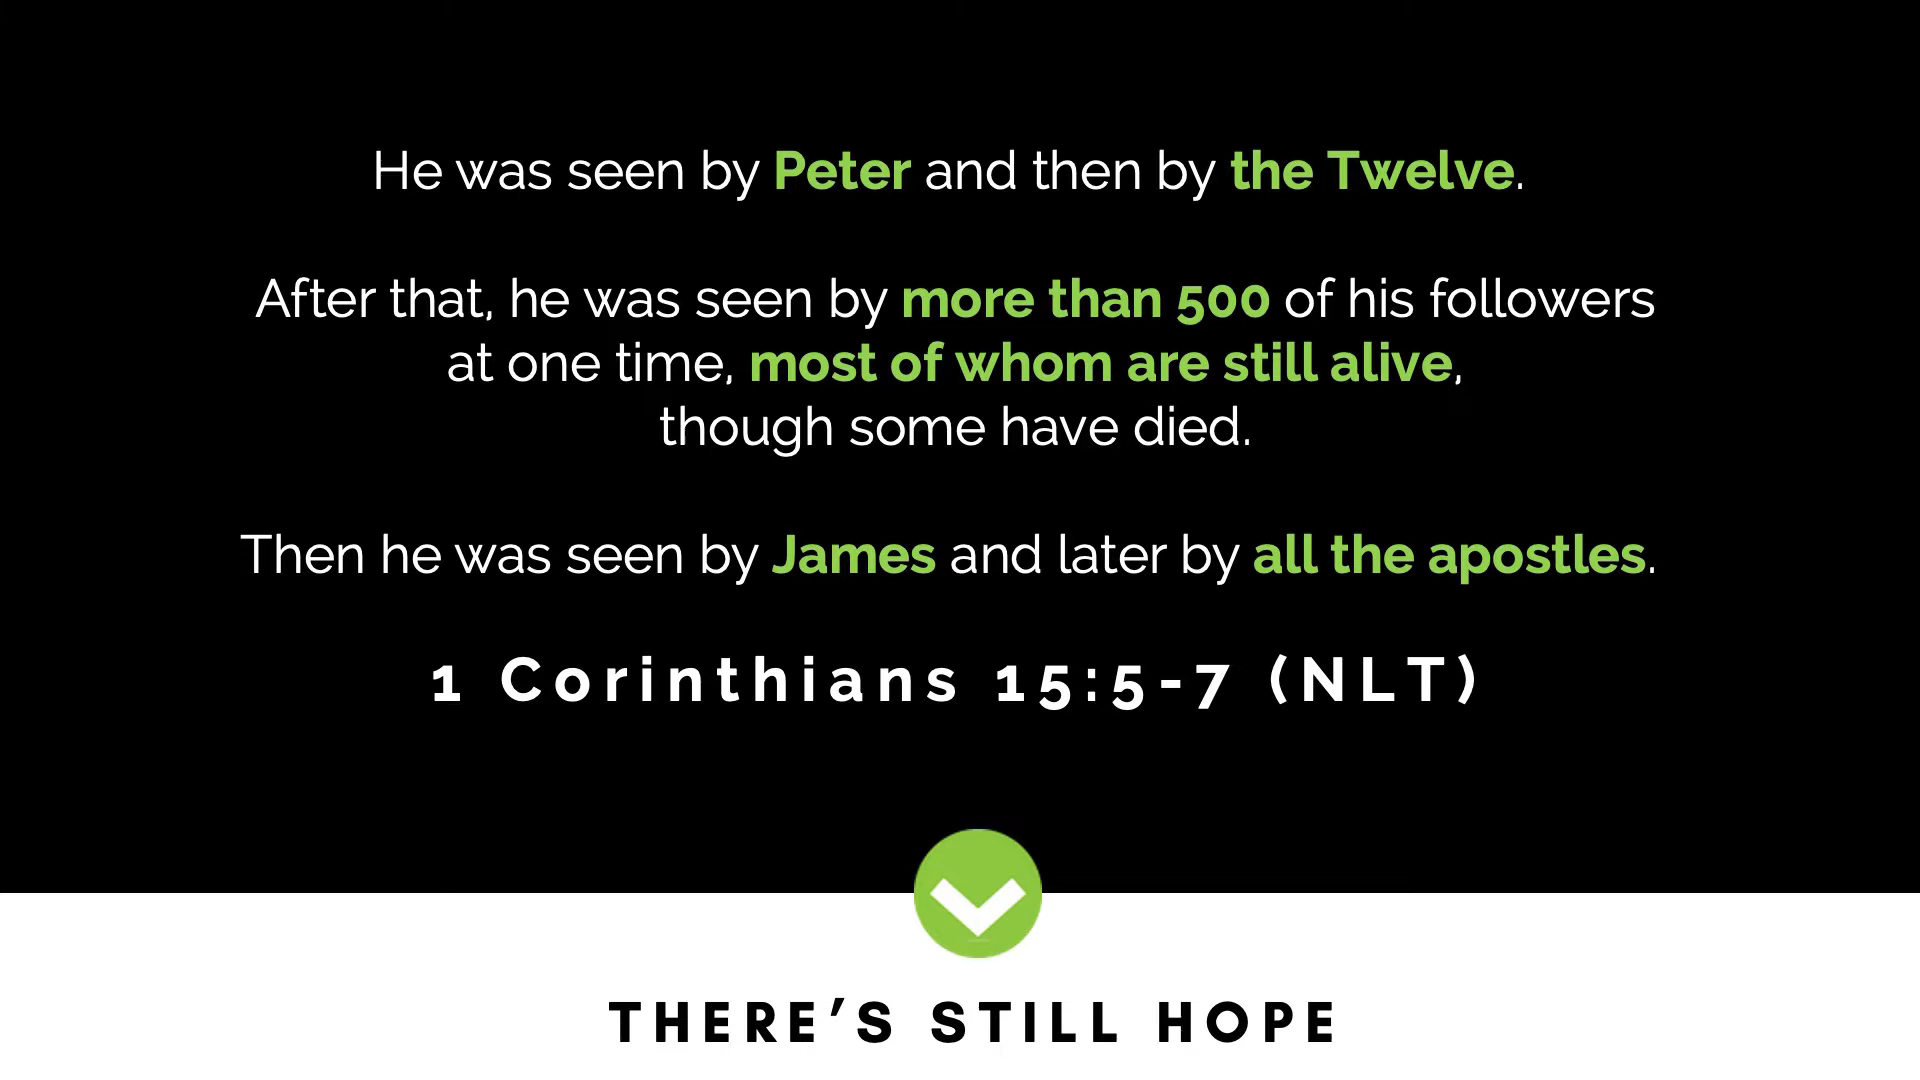 He was seen by Peter and then by the Twelve.
After that, he was seen by more than 500 of his followers
at one time, most of whom are still alive,
though some have died.
Then he was seen by James and later by all the apostles.
1 Corinthians 15:5-7 (NLT)
THERE’S STILL HOPE